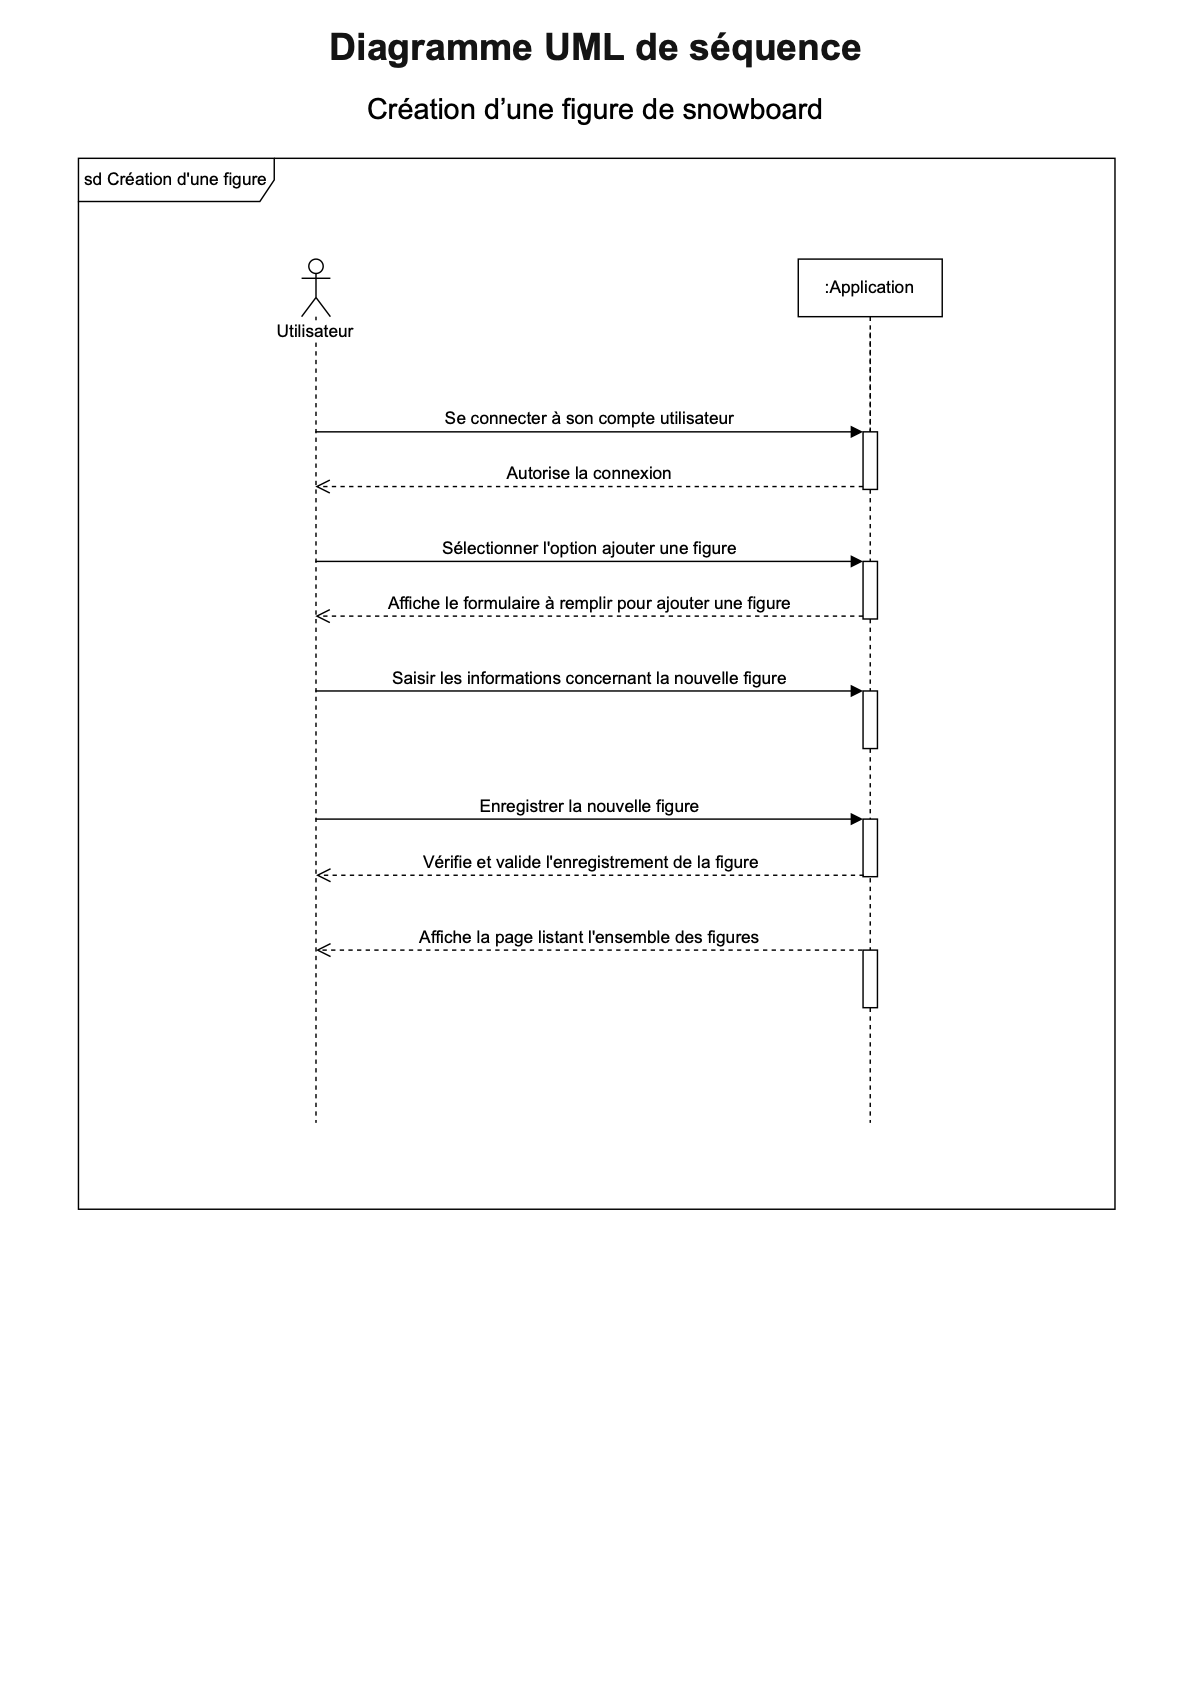 Diagramme UML de séquence
Création d’une figure de snowboard
sd Création d'une figure
:Application
Utilisateur
Se connecter à son compte utilisateur
Autorise la connexion
Sélectionner l'option ajouter une figure
Affiche le formulaire à remplir pour ajouter une figure
Saisir les informations concernant la nouvelle figure
Enregistrer la nouvelle figure
Vérifie et valide l'enregistrement de la figure
Affiche la page listant l'ensemble des figures